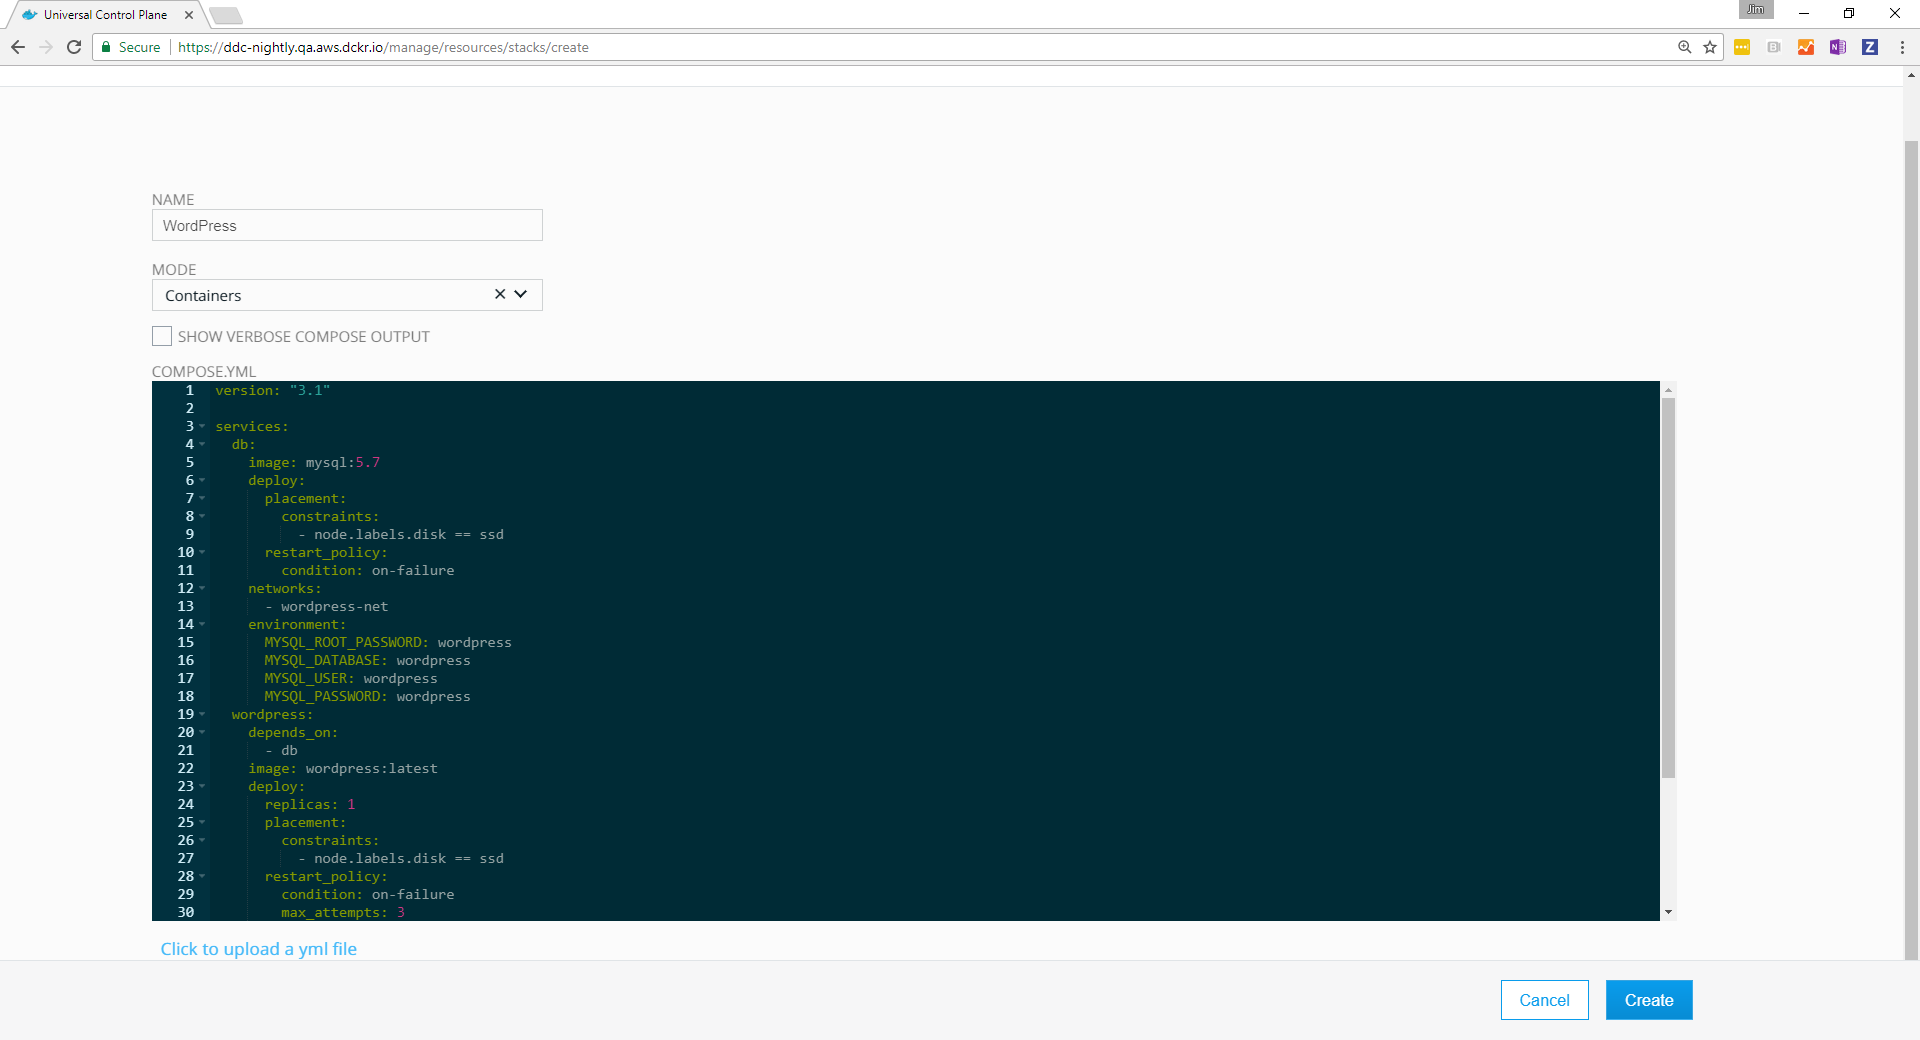 Universal Control Plane
Jim
Secure https://ddc-nightly.qa.aws.dckr.io/manage/resources/stacks/create
NAME
WordPress
MODE
Containers
SHOW VERBOSE COMPOSE OUTPUT
COMPOSE.YML
1 version: "3.1"
2
3 services:
4 db:
5 image: mysql:5.7
6 deploy:
7 placement:
8 constraints:
9 - node.labels.disk == ssd
10 restart_policy:
11 condition: on-failure
12 networks:
13 - wordpress-net
14 environment:
15 MYSQL_ROOT_PASSWORD: wordpress
16 MYSQL_DATABASE: wordpress
17 MYSQL_USER: wordpress
18 MYSQL_PASSWORD: wordpress
19 wordpress:
20 depends_on:
21 - db
22 image: wordpress:latest
23 deploy:
24 replicas: 1
25 placement:
26 constraints:
27 - node.labels.disk == ssd
28 restart_policy:
29 condition: on-failure
30 max_attempts: 3
Click to upload a yml file
Cancel Create